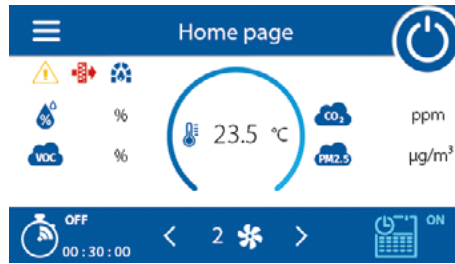 Home page
% %
CO₂ ppm
23.5 °C
VOC %
PM2.5 µg/m³
OFF
00:30:00
< 2 >
ON